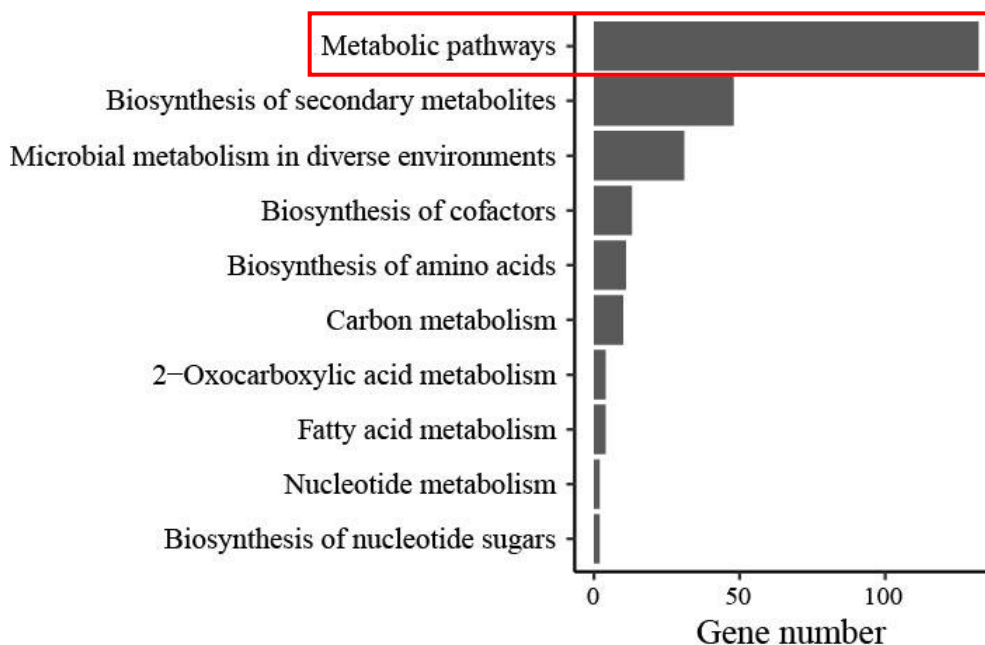 Metabolic pathways
Biosynthesis of secondary metabolites
Microbial metabolism in diverse environments
Biosynthesis of cofactors
Biosynthesis of amino acids
Carbon metabolism
2−Oxocarboxylic acid metabolism
Fatty acid metabolism
Nucleotide metabolism
Biosynthesis of nucleotide sugars
0 50 100
Gene number